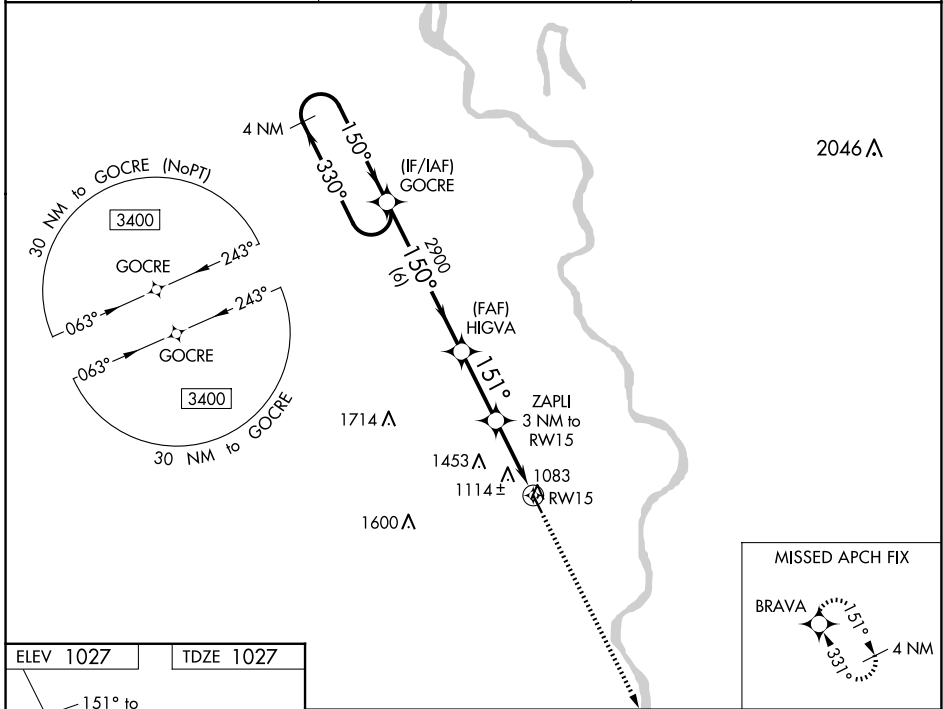 4 NM
150°
330°
(IF/IAF)
GOCRE
2046
30 NM to GOCRE (NoPT)
3400
GOCRE
243°
063°
243°
063°
GOCRE
3400
30 NM to GOCRE
2900
150°
(6)
(FAF)
HIGVA
151°
ZAPLI
3 NM to
RW15
1714
1453
1114 ±
1083
RW15
1600
MISSED APCH FIX
BRAVA
151°
331°
4 NM
ELEV 1027
TDZE 1027
151° to